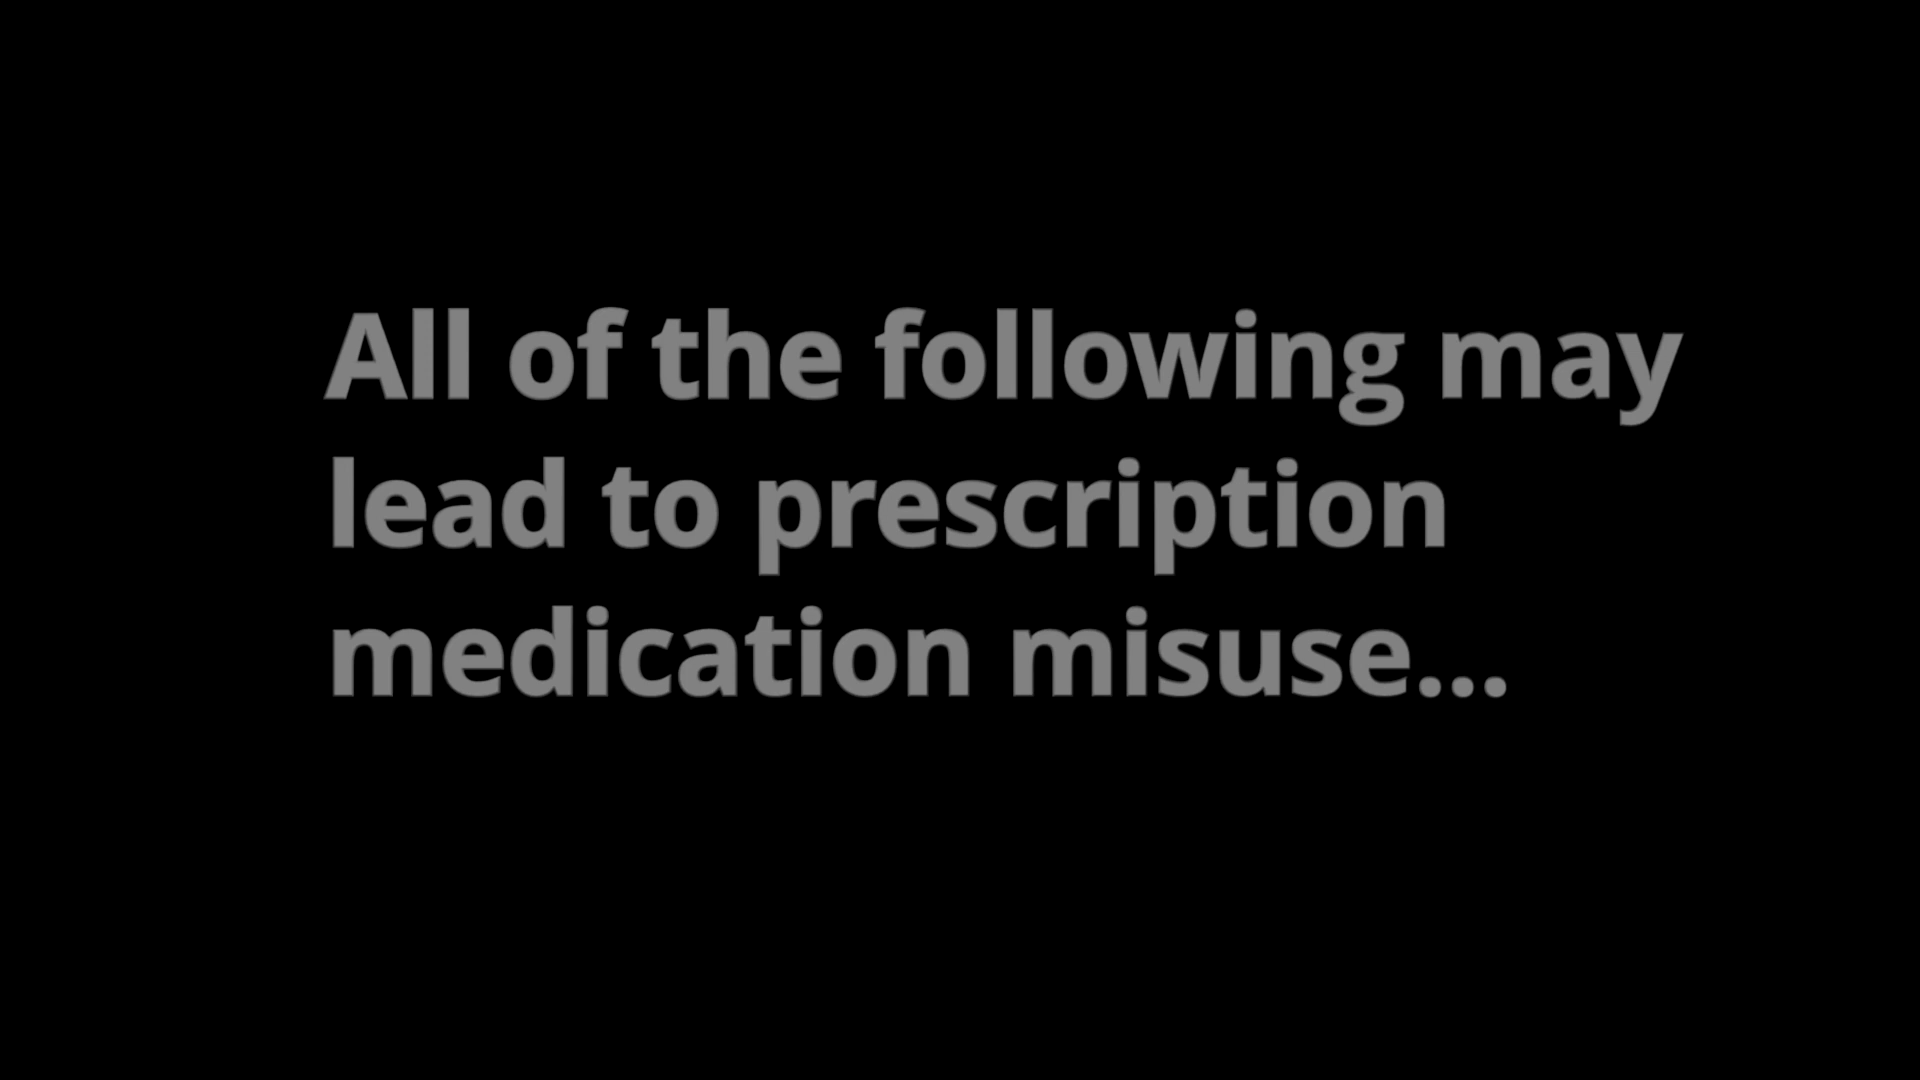 All of the following may
lead to prescription
medication misuse...